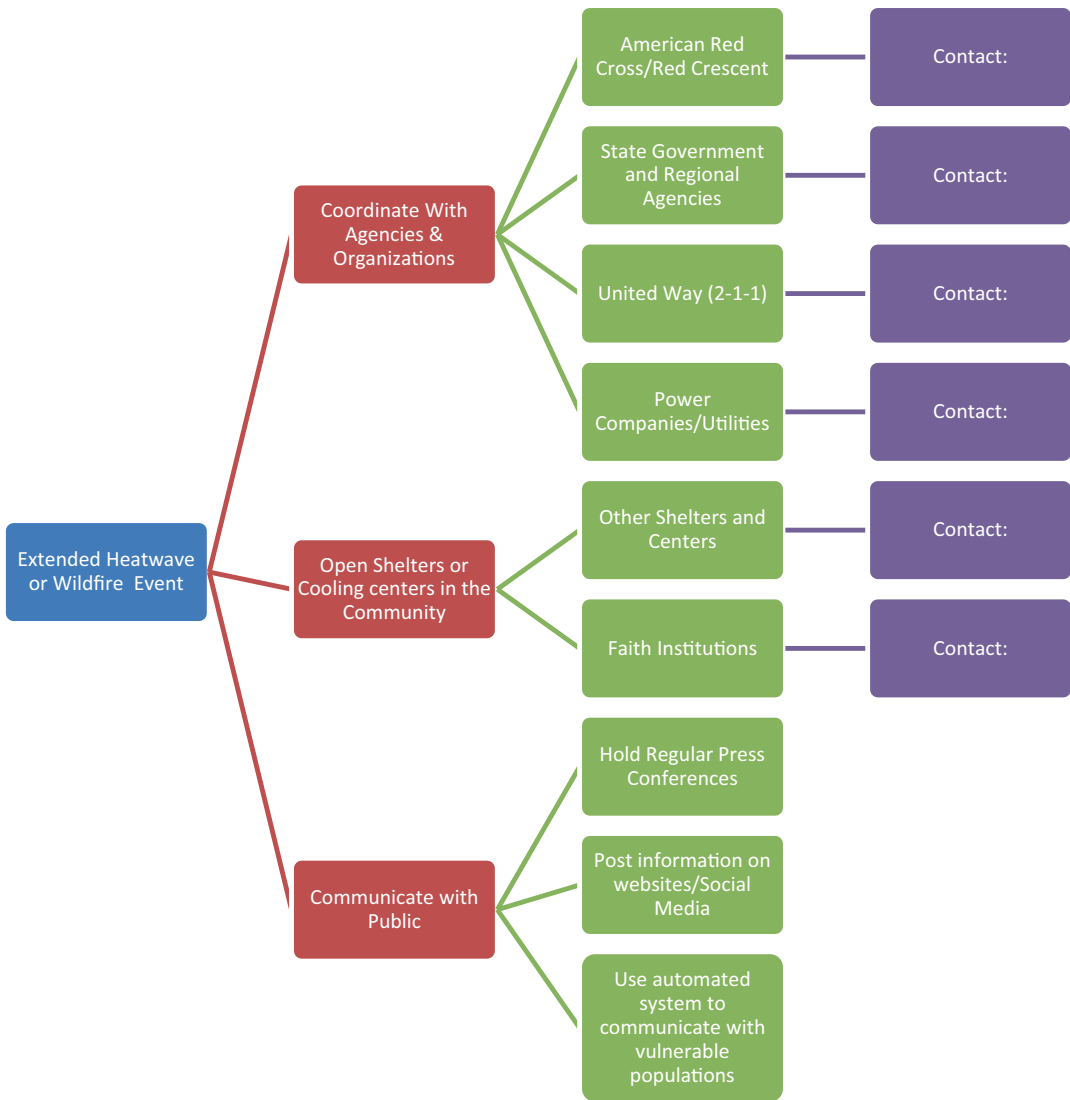 American Red
Cross/Red Crescent
Contact:
State Government
and Regional
Agencies
Contact:
Coordinate With
Agencies &
Organizations
United Way (2-1-1)
Contact:
Power
Companies/Utilities
Contact:
Extended Heatwave
or Wildfire Event
Open Shelters or
Cooling centers in the
Community
Other Shelters and
Centers
Contact:
Faith Institutions
Contact:
Communicate with
Public
Hold Regular Press
Conferences
Post information on
websites/Social
Media
Use automated
system to
communicate with
vulnerable
populations